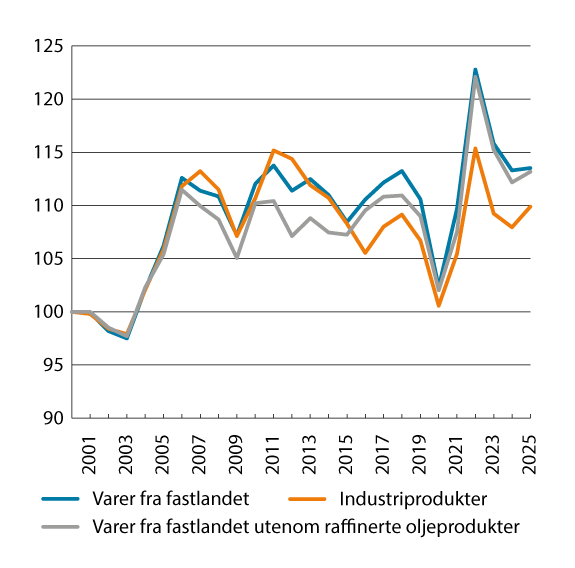 125
120
115
110
105
100
95
90
2001 2003 2005 2007 2009 2011 2013 2015 2017 2019 2021 2023 2025
Varer fra fastlandet Industriprodukter
Varer fra fastlandet utenom raffinerte oljeprodukter